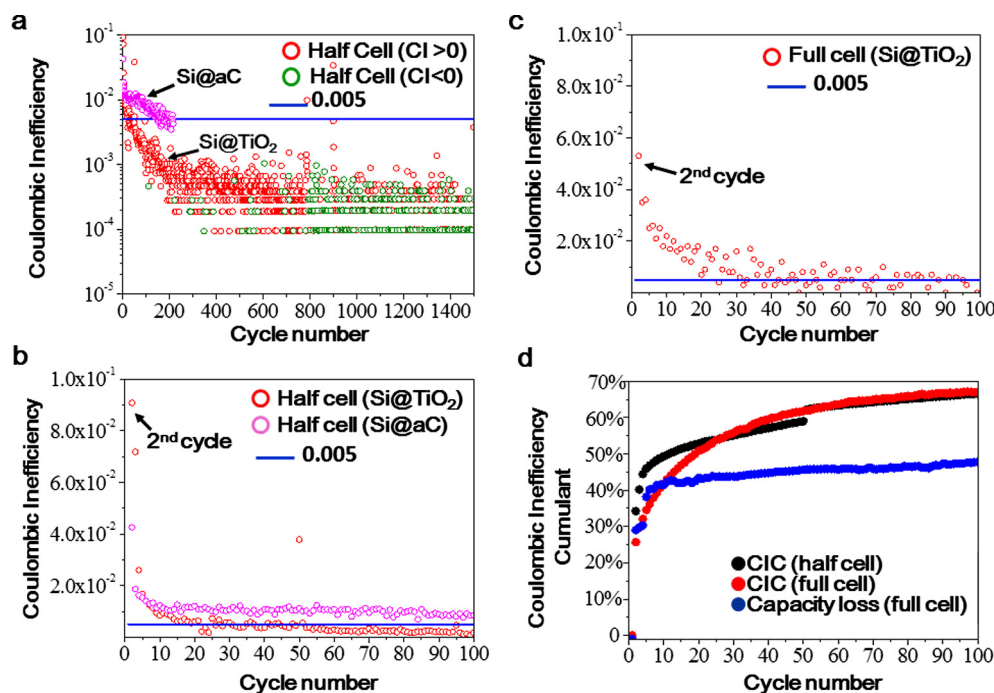 a
Coulombic Inefficiency
10⁻¹
10⁻²
10⁻³
10⁻⁴
10⁻⁵
Half Cell (CI >0)
Half Cell (CI<0)
0.005
Si@aC
Si@TiO₂
0 200 400 600 800 1000 1200 1400
Cycle number
b
Coulombic Inefficiency
1.0x10⁻¹
8.0x10⁻²
6.0x10⁻²
4.0x10⁻²
2.0x10⁻²
Half cell (Si@TiO₂)
Half cell (Si@aC)
0.005
2ⁿᵈ cycle
0 10 20 30 40 50 60 70 80 90 100
Cycle number
c
Coulombic Inefficiency
1.0x10⁻¹
8.0x10⁻²
6.0x10⁻²
4.0x10⁻²
2.0x10⁻²
Full cell (Si@TiO₂)
0.005
2ⁿᵈ cycle
0 10 20 30 40 50 60 70 80 90 100
Cycle number
d
Coulombic Inefficiency
Cumulant
70%
60%
50%
40%
30%
20%
10%
0
CIC (half cell)
CIC (full cell)
Capacity loss (full cell)
0 10 20 30 40 50 60 70 80 90 100
Cycle number